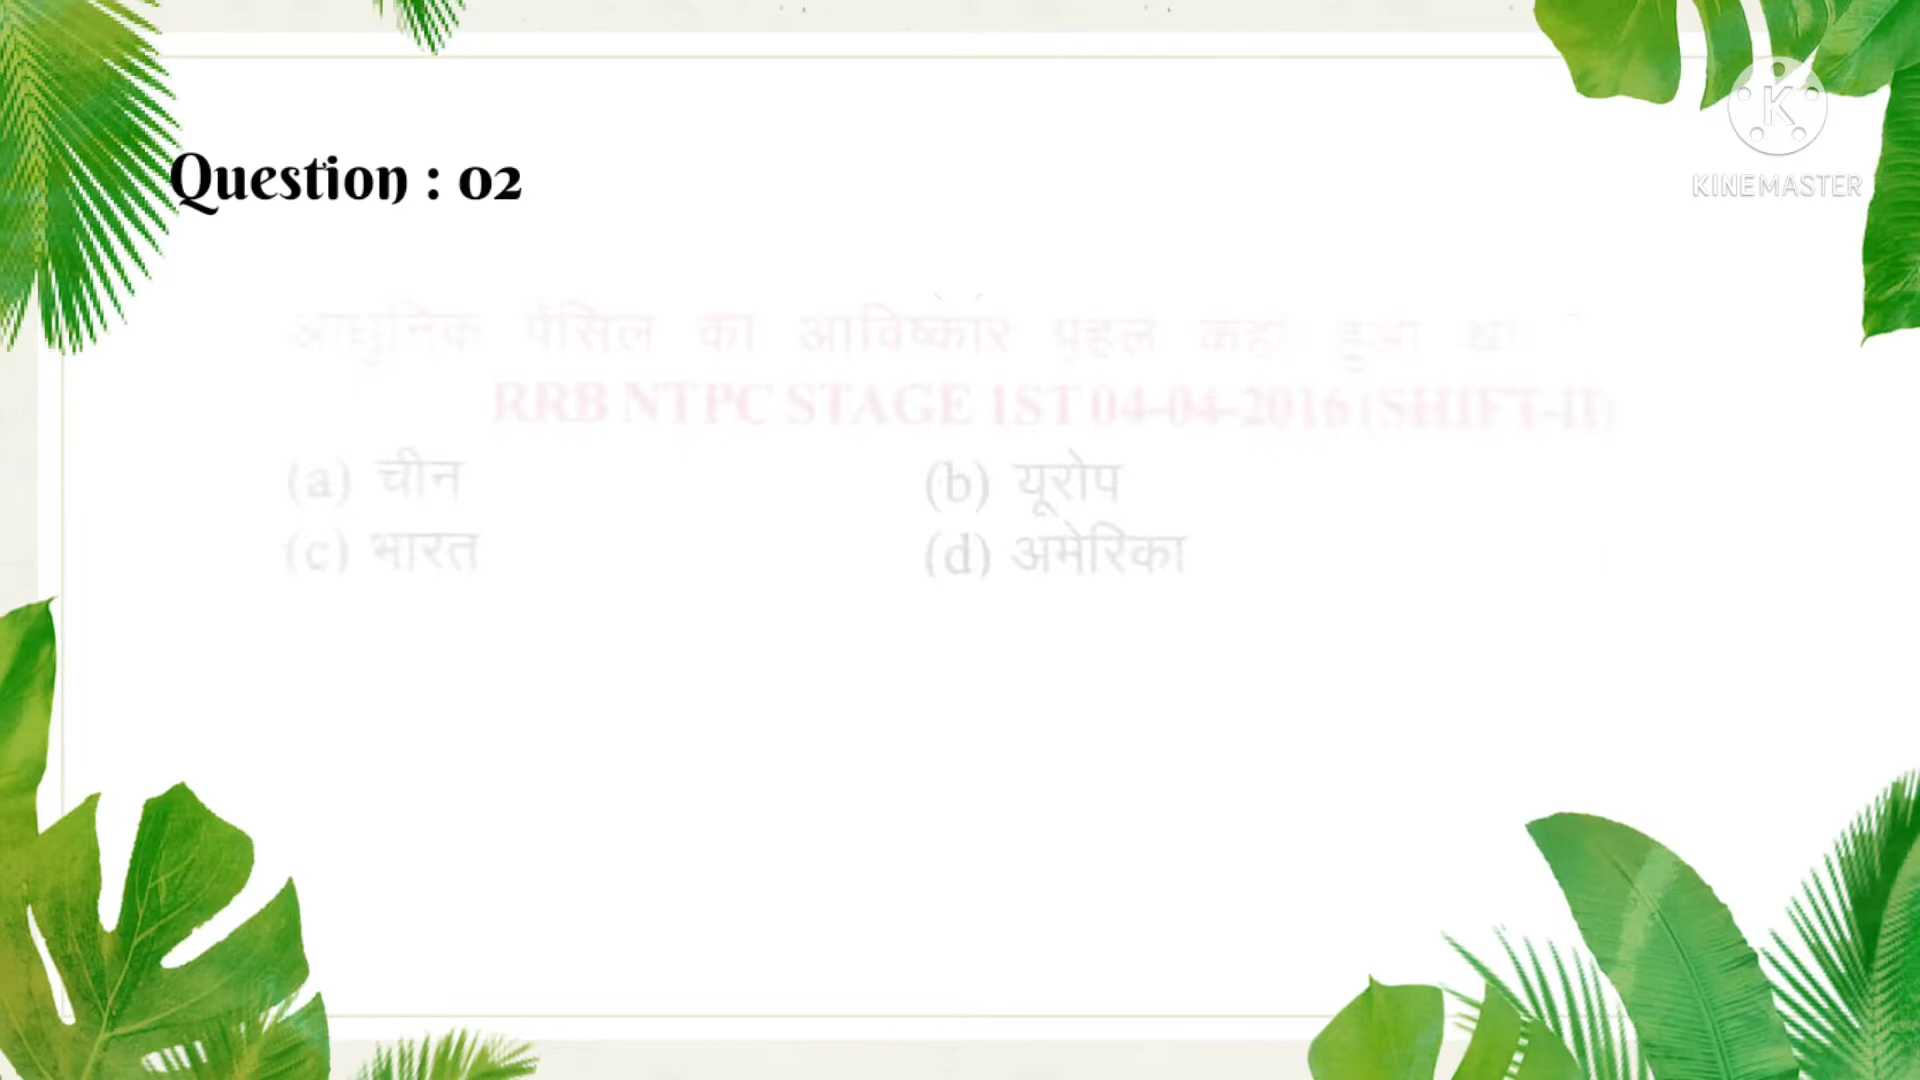 KINEMASTER
Question : 02
आधुनिक पेंसिल का आविष्कार पहले कहाँ हुआ था
RRB NTPC STAGE 1ST 04-04-2016 (SHIFT-II)
(a) चीन (b) यूरोप
(c) भारत (d) अमेरिका